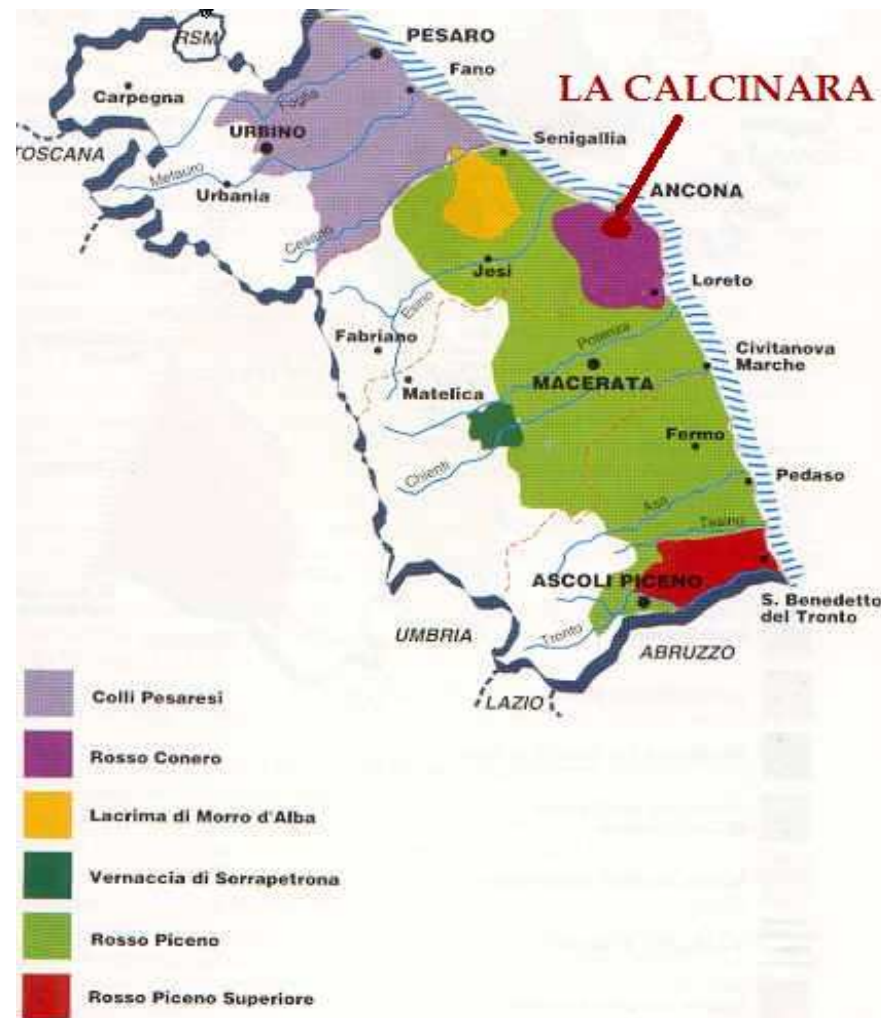 RSM
PESARO
Fano
LA CALCINARA
Carpegna
Foglia
URBINO
Senigallia
TOSCANA
Metauro
Urbania
ANCONA
Cesano
Jesi
Loreto
Esino
Fabriano
Potenza
Civitanova
Marche
MACERATA
Matelica
Fermo
Chienti
Pedaso
Aso
Tesino
ASCOLI PICENO
S. Benedetto
del Tronto
UMBRIA
Tronto
ABRUZZO
LAZIO
Colli Pesaresi
Rosso Conero
Lacrima di Morro d'Alba
Vernaccia di Serrapetrona
Rosso Piceno
Rosso Piceno Superiore